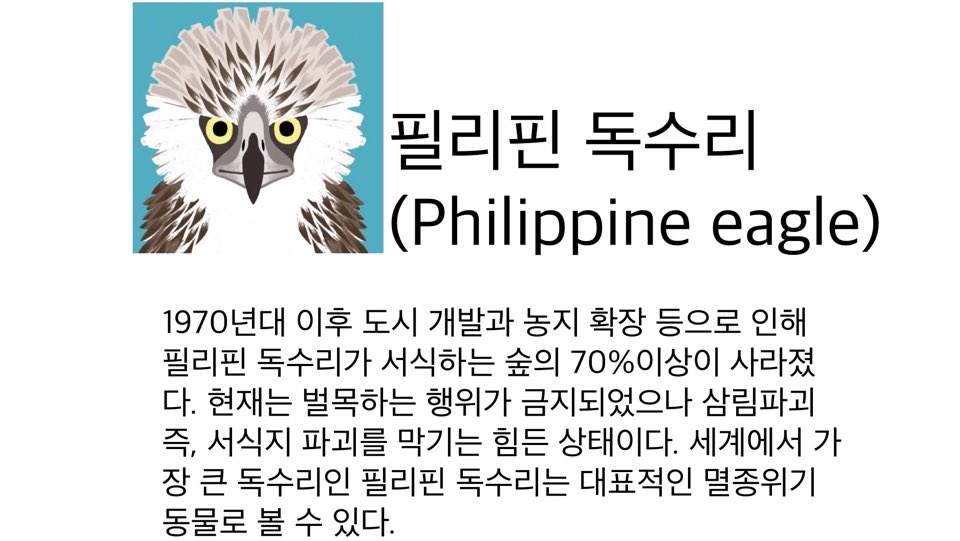 필리핀 독수리
(Philippine eagle)
1970년대 이후 도시 개발과 농지 확장 등으로 인해
필리핀 독수리가 서식하는 숲의 70%이상이 사라졌
다. 현재는 벌목하는 행위가 금지되었으나 삼림파괴
즉, 서식지 파괴를 막기는 힘든 상태이다. 세계에서 가
장 큰 독수리인 필리핀 독수리는 대표적인 멸종위기
동물로 볼 수 있다.